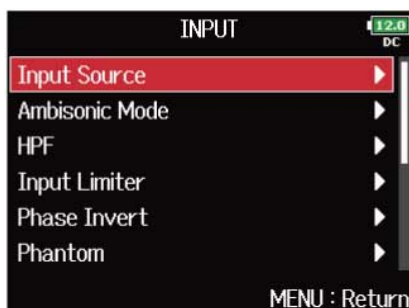 INPUT
12.0
DC
Input Source
Ambisonic Mode
HPF
Input Limiter
Phase Invert
Phantom
MENU : Return